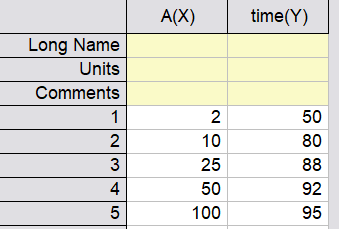 A(X) time(Y)
Long Name
Units
Comments
1 2 50
2 10 80
3 25 88
4 50 92
5 100 95